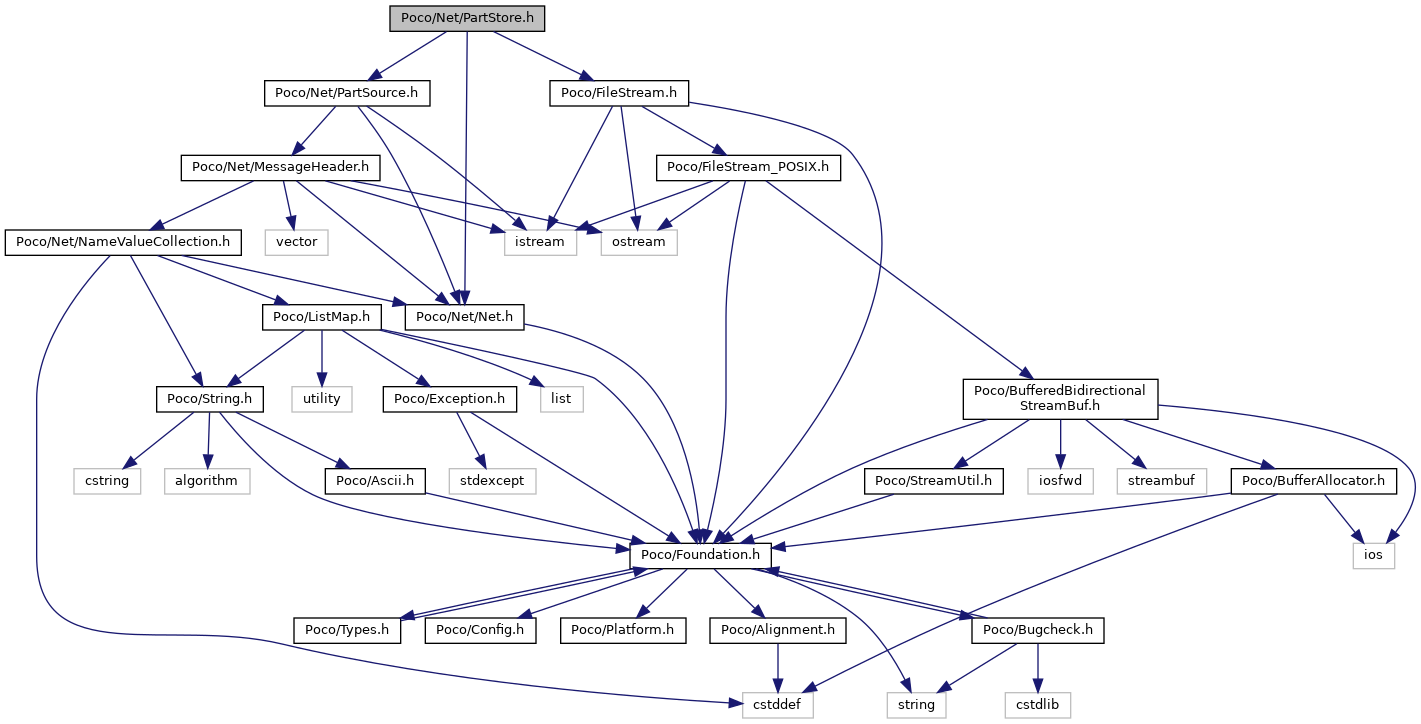 Poco/Net/PartStore.h
Poco/Net/PartSource.h
Poco/FileStream.h
Poco/Net/MessageHeader.h
Poco/FileStream_POSIX.h
Poco/Net/NameValueCollection.h
vector
istream
ostream
Poco/ListMap.h
Poco/Net/Net.h
Poco/String.h
utility
Poco/Exception.h
list
Poco/BufferedBidirectional
StreamBuf.h
cstring
algorithm
Poco/Ascii.h
stdexcept
Poco/StreamUtil.h
iosfwd
streambuf
Poco/BufferAllocator.h
Poco/Foundation.h
ios
Poco/Types.h
Poco/Config.h
Poco/Platform.h
Poco/Alignment.h
Poco/Bugcheck.h
cstddef
string
cstdlib